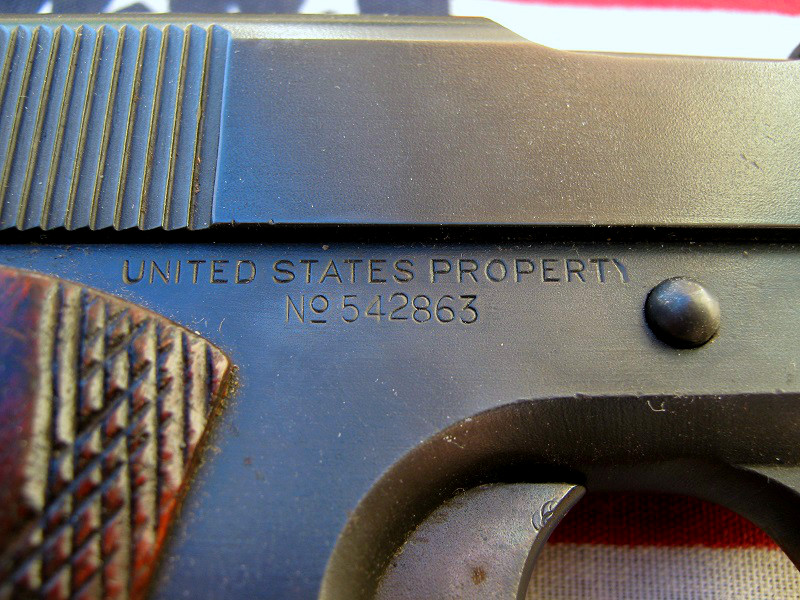 UNITED STATES PROPERTY
Nº 542863